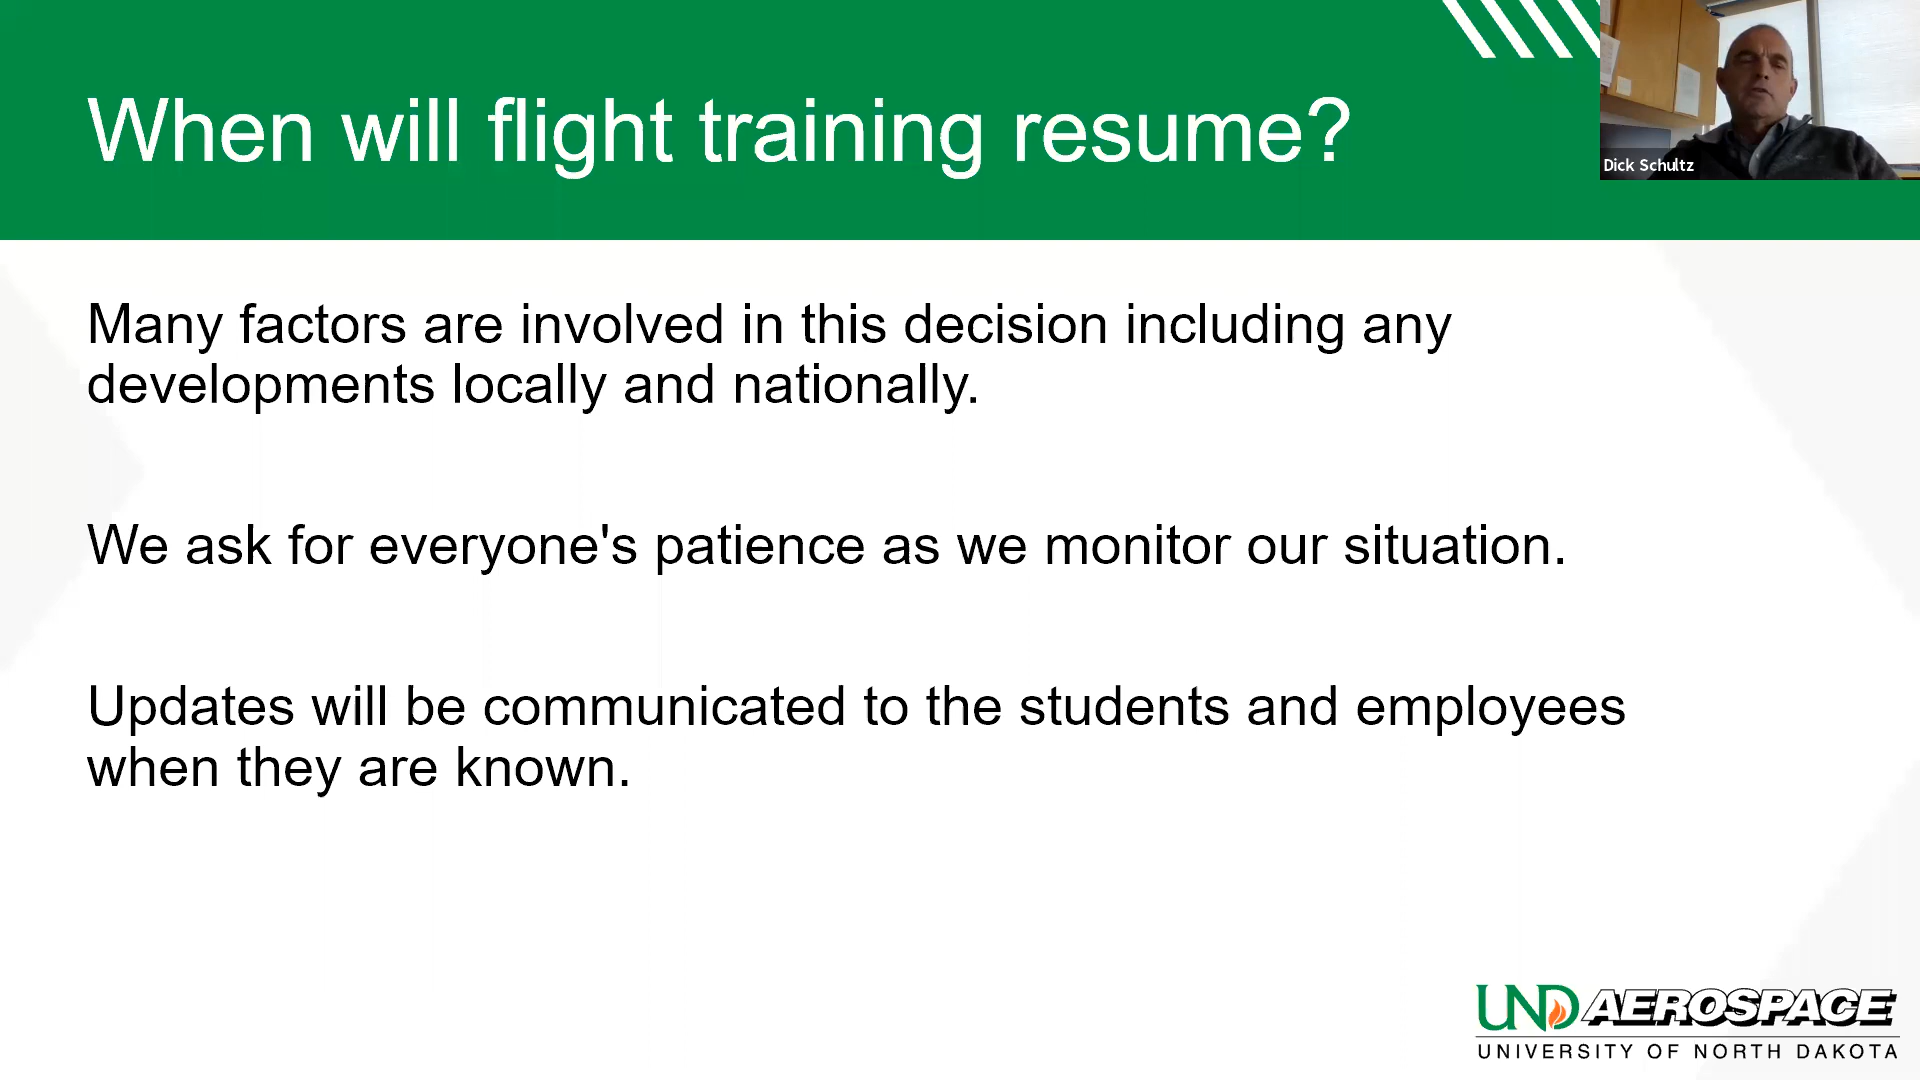 When will flight training resume?
Dick Schultz
Many factors are involved in this decision including any
developments locally and nationally.
We ask for everyone's patience as we monitor our situation.
Updates will be communicated to the students and employees
when they are known.
UND AEROSPACE
UNIVERSITY OF NORTH DAKOTA